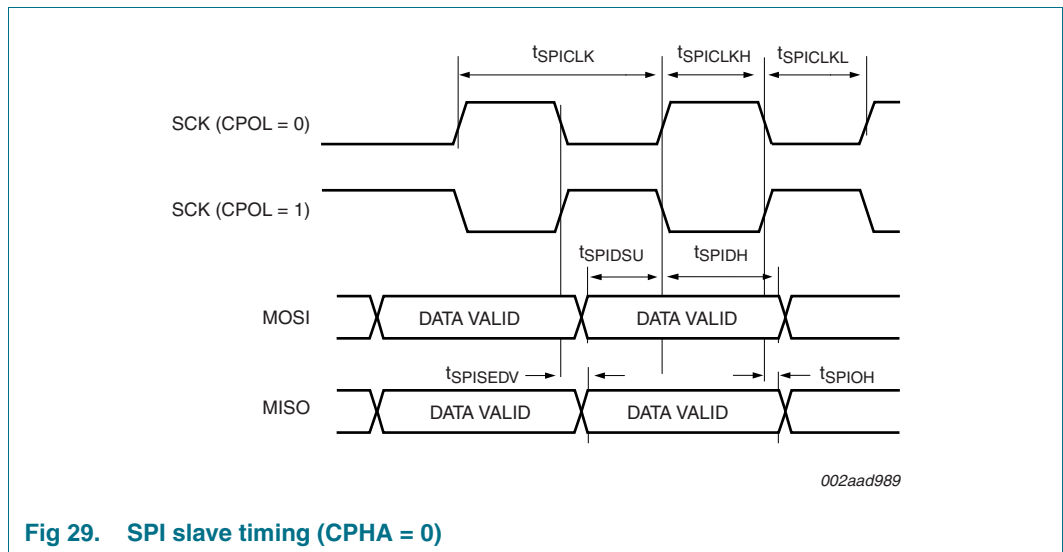 tSPICLK tSPICLKH tSPICLKL
SCK (CPOL = 0)
SCK (CPOL = 1)
tSPIDSU tSPIDH
MOSI DATA VALID DATA VALID
tSPISEDV tSPIOH
MISO DATA VALID DATA VALID
002aad989
Fig 29. SPI slave timing (CPHA = 0)